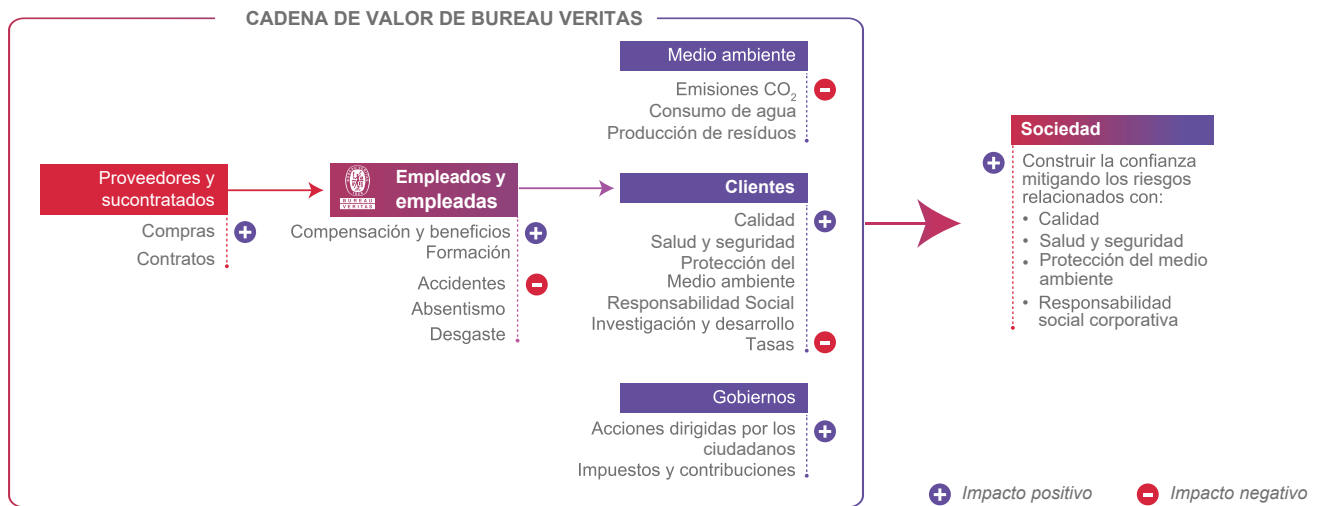 CADENA DE VALOR DE BUREAU VERITAS
Proveedores y
sucontratados
Compras
Contratos
BUREAU
VERITAS
Empleados y
empleadas
Compensación y beneficios
Formación
Accidentes
Absentismo
Desgaste
Medio ambiente
Emisiones CO2
Consumo de agua
Producción de resíduos
Clientes
Calidad
Salud y seguridad
Protección del
Medio ambiente
Responsabilidad Social
Investigación y desarrollo
Tasas
Gobiernos
Acciones dirigidas por los
ciudadanos
Impuestos y contribuciones
Sociedad
Construir la confianza
mitigando los riesgos
relacionados con:
• Calidad
• Salud y seguridad
• Protección del medio
ambiente
• Responsabilidad
social corporativa
Impacto positivo
Impacto negativo